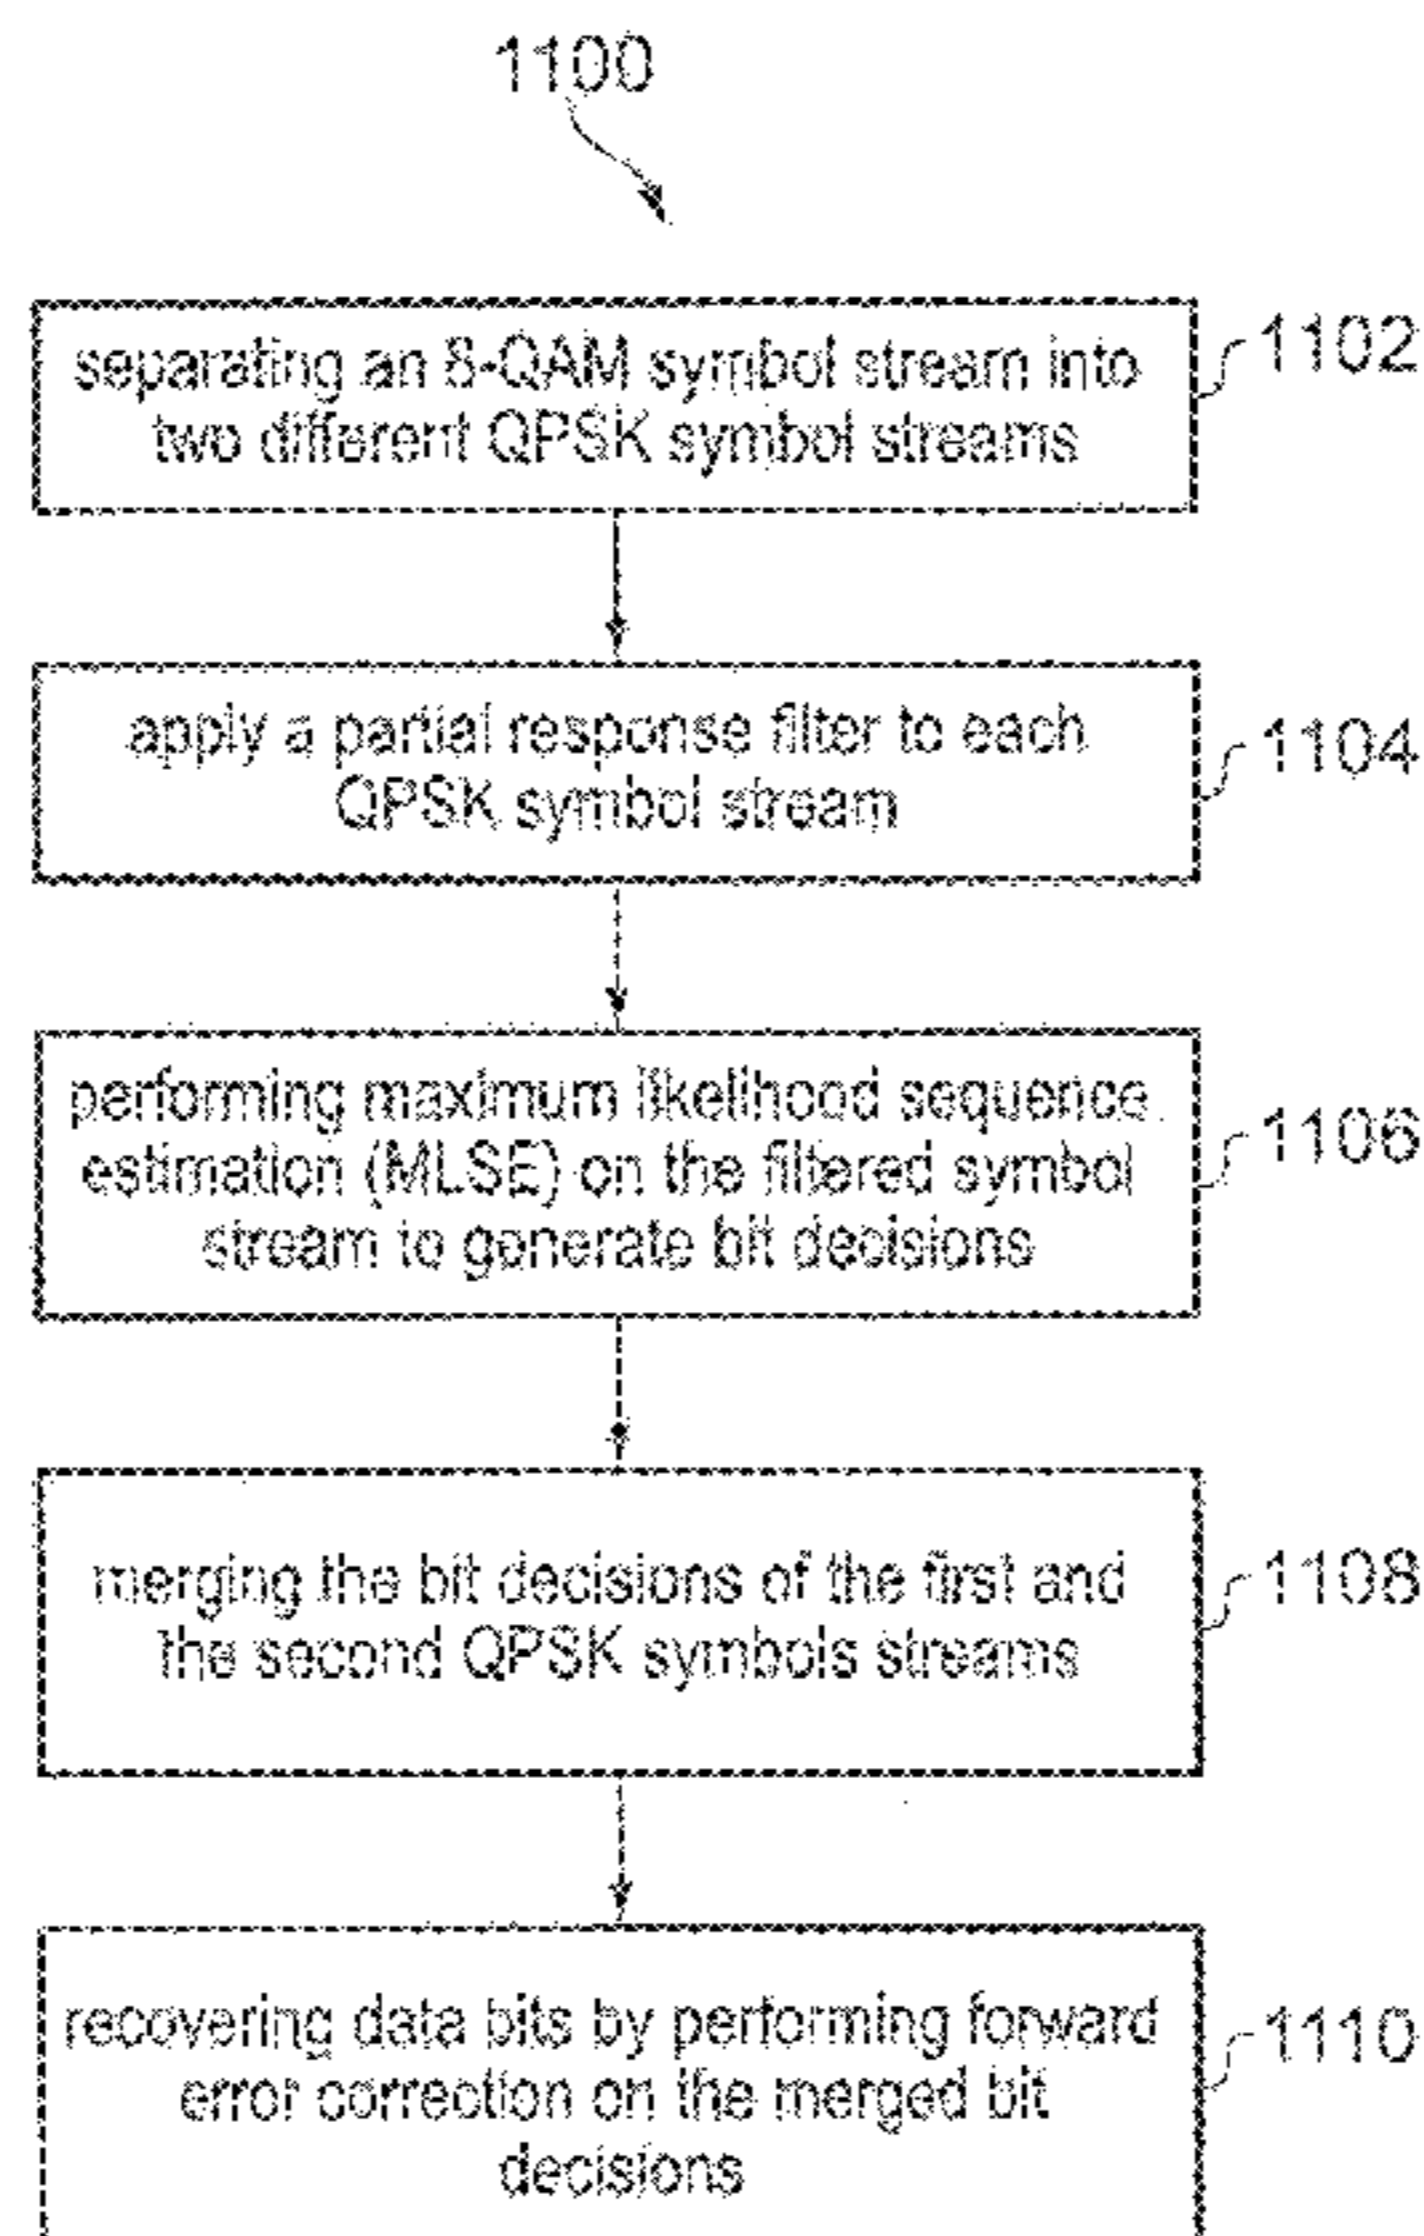 1100
separating an 8-QAM symbol stream into
two different QPSK symbol streams
1102
apply a partial response filter to each
QPSK symbol stream
1104
performing maximum likelihood sequence
estimation (MLSE) on the filtered symbol
stream to generate bit decisions
1106
merging the bit decisions of the first and
the second QPSK symbols streams
1108
recovering data bits by performing forward
error correction on the merged bit
decisions
1110